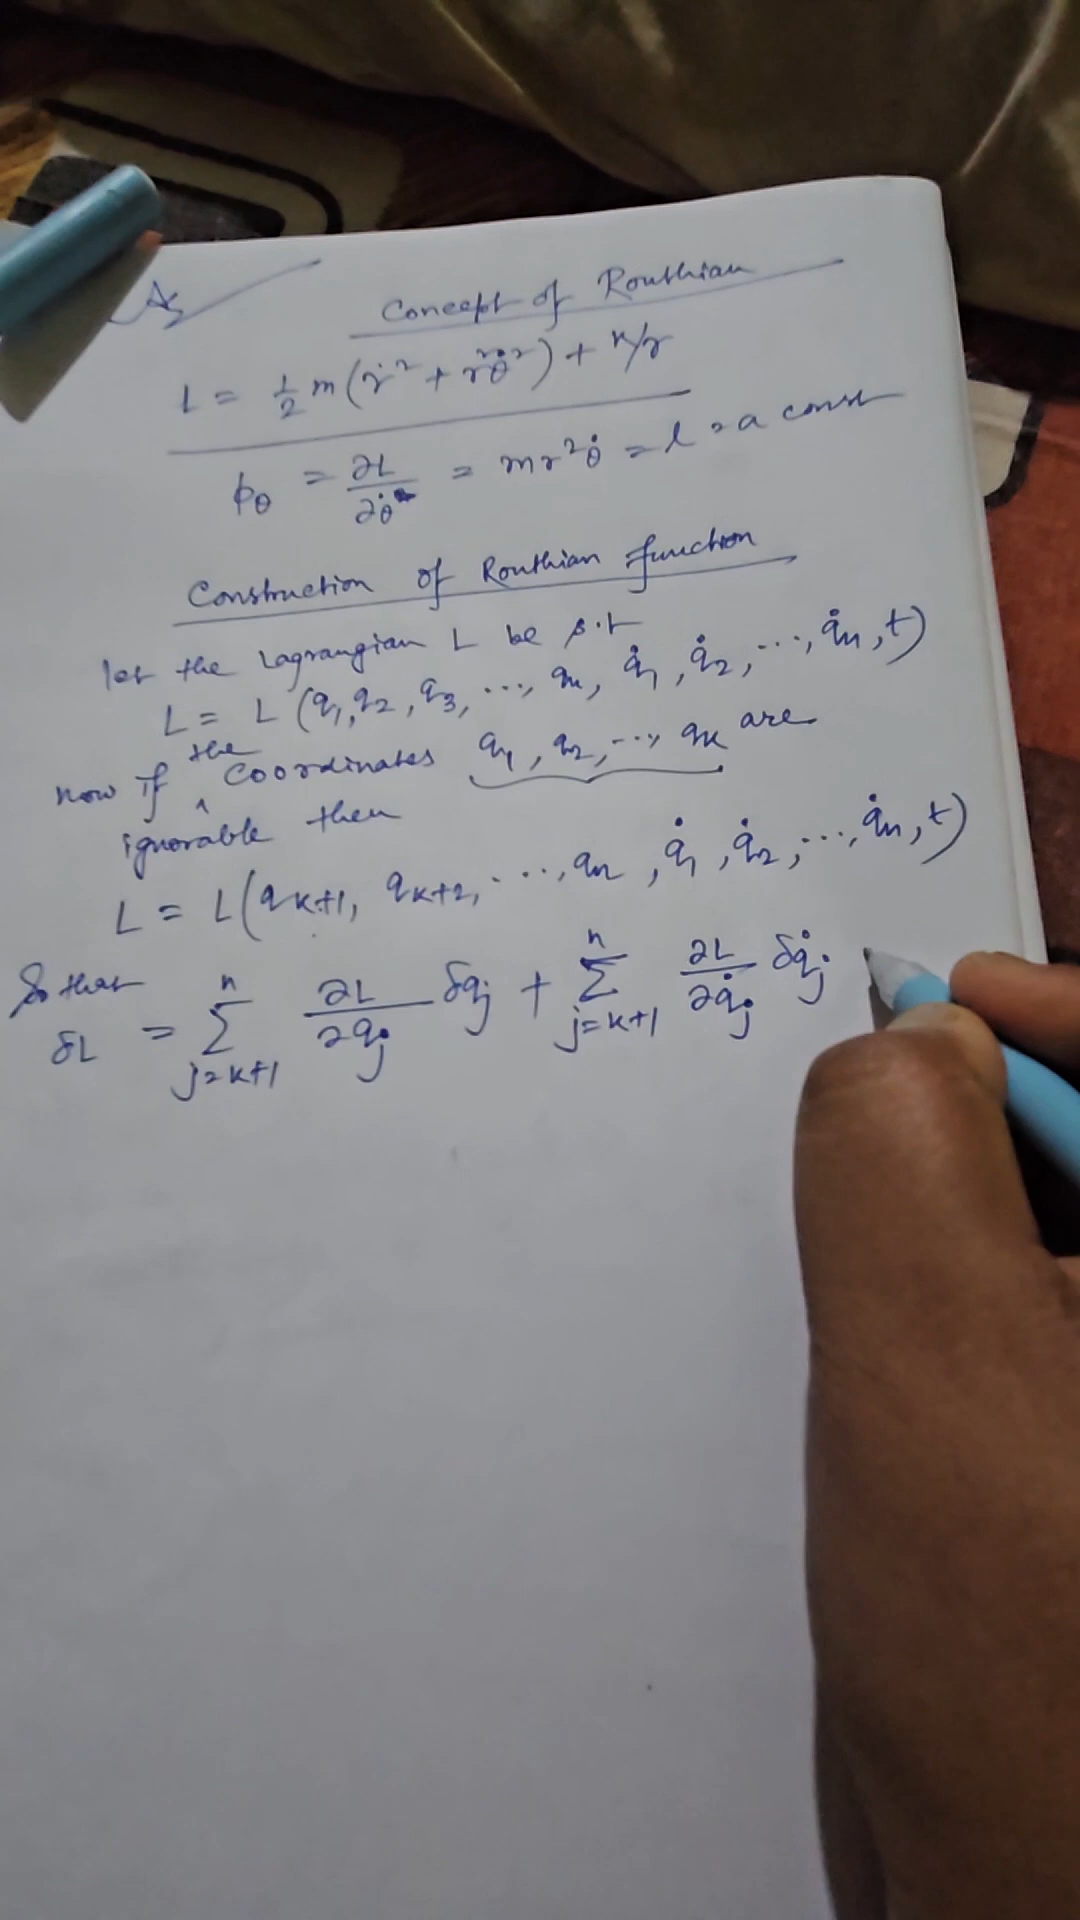 Concept of Routhian
L = 1/2 m(ṙ² + r²θ̇²) + K/r
pθ = ∂L/∂θ̇ = mr²θ̇ = l = a const
Construction of Routhian function
let the Lagrangian L be s.t
L = L (q1, q2, q3, ..., qn, q̇1, q̇2, ..., q̇n, t)
now if the coordinates q1, q2, ..., qk are
ignorable then
L = L(qk+1, qk+2, ..., qn, q̇1, q̇2, ..., q̇n, t)
So that
δL = Σ_{j=k+1}^{n} ∂L/∂qj δqj + Σ_{j=k+1}^{n} ∂L/∂q̇j δq̇j